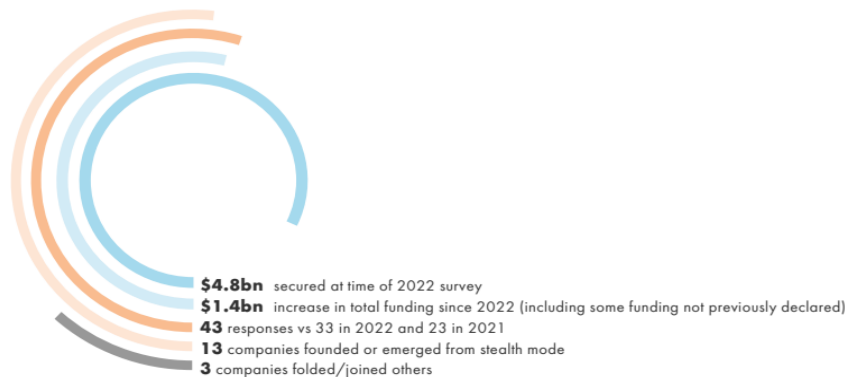 $4.8bn secured at time of 2022 survey
$1.4bn increase in total funding since 2022 (including some funding not previously declared)
43 responses vs 33 in 2022 and 23 in 2021
13 companies founded or emerged from stealth mode
3 companies folded/joined others